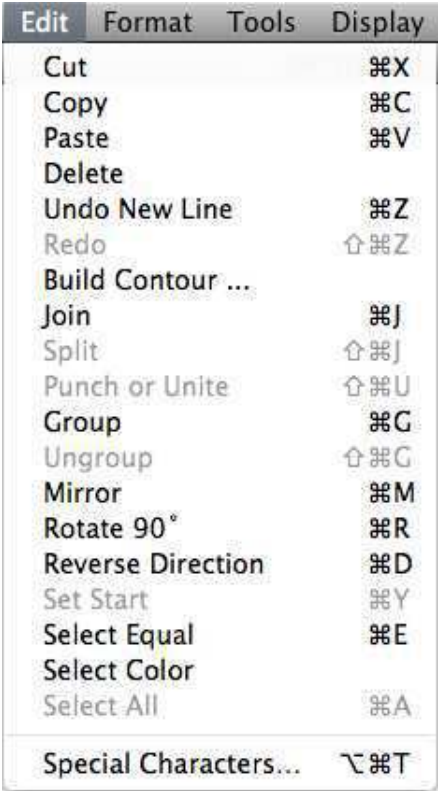 Edit Format Tools Display
Cut ⌘X
Copy ⌘C
Paste ⌘V
Delete
Undo New Line ⌘Z
Redo ⇧⌘Z
Build Contour ...
Join ⌘J
Split ⇧⌘J
Punch or Unite ⇧⌘U
Group ⌘G
Ungroup ⇧⌘G
Mirror ⌘M
Rotate 90° ⌘R
Reverse Direction ⌘D
Set Start ⌘Y
Select Equal ⌘E
Select Color
Select All ⌘A
Special Characters... ⌥⌘T